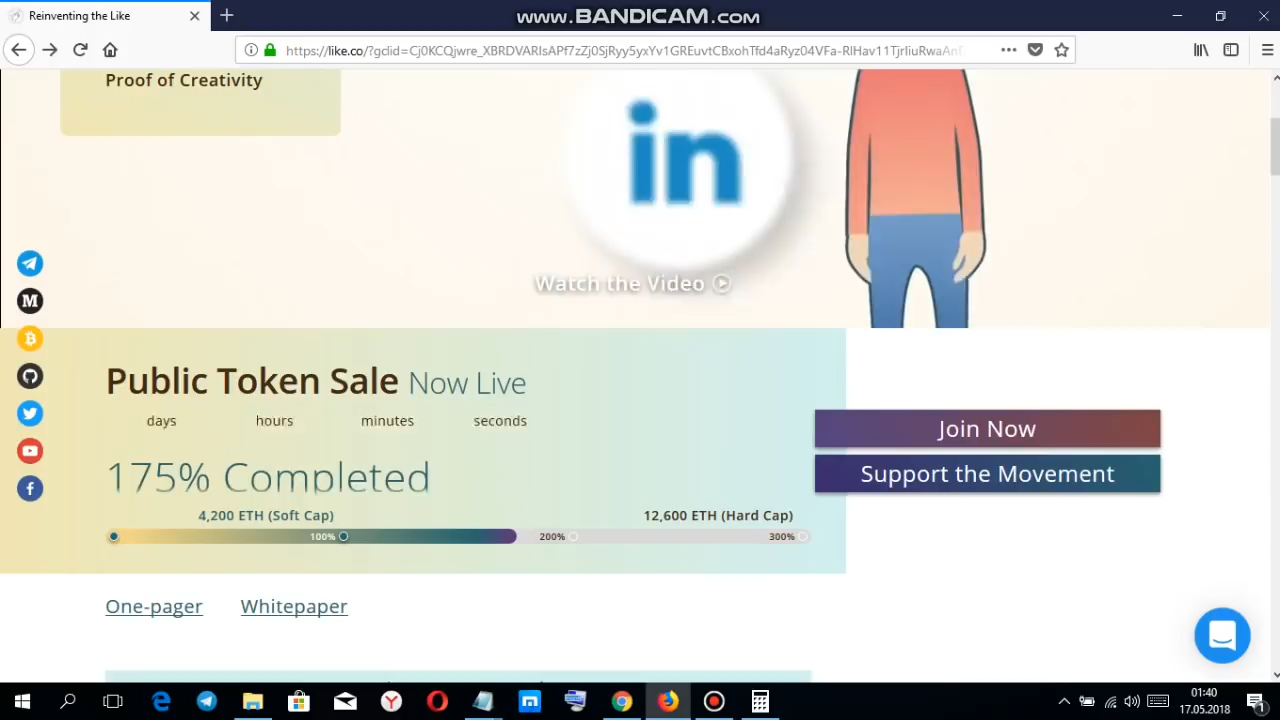 www.BANDICAM.com
Reinventing the Like
https://like.co/?gclid=
Proof of Creativity
in
Watch the Video
M
Public Token Sale Now Live
days hours minutes seconds
Join Now
175% Completed
Support the Movement
4,200 ETH (Soft Cap) 12,600 ETH (Hard Cap)
100% 200% 300%
One-pager Whitepaper
01:40
17.05.2018
1